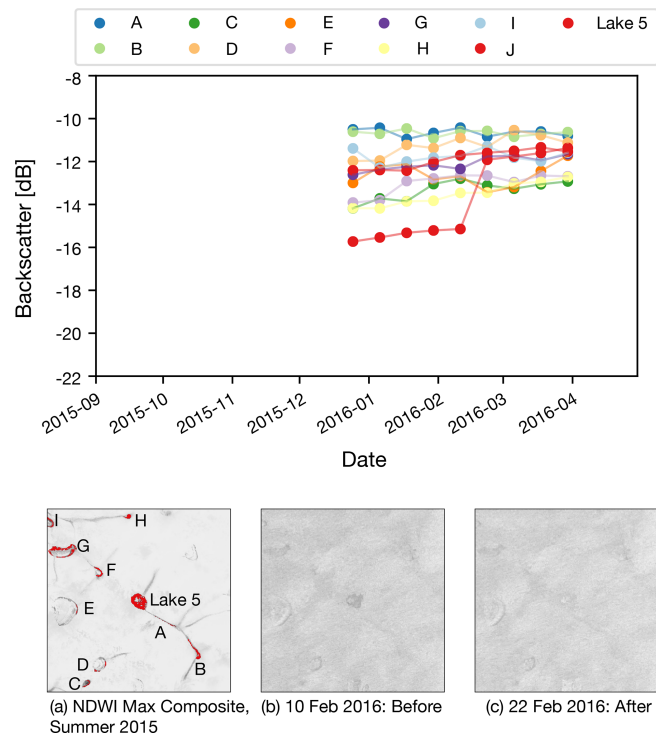 A C E G I Lake 5
B D F H J
-8
-10
-12
-14
-16
-18
-20
-22
Backscatter [dB]
2015-09 2015-10 2015-11 2015-12 2016-01 2016-02 2016-03 2016-04
Date
I H
G
F
Lake 5
E
A
B
D
C
(a) NDWI Max Composite,
Summer 2015
(b) 10 Feb 2016: Before
(c) 22 Feb 2016: After